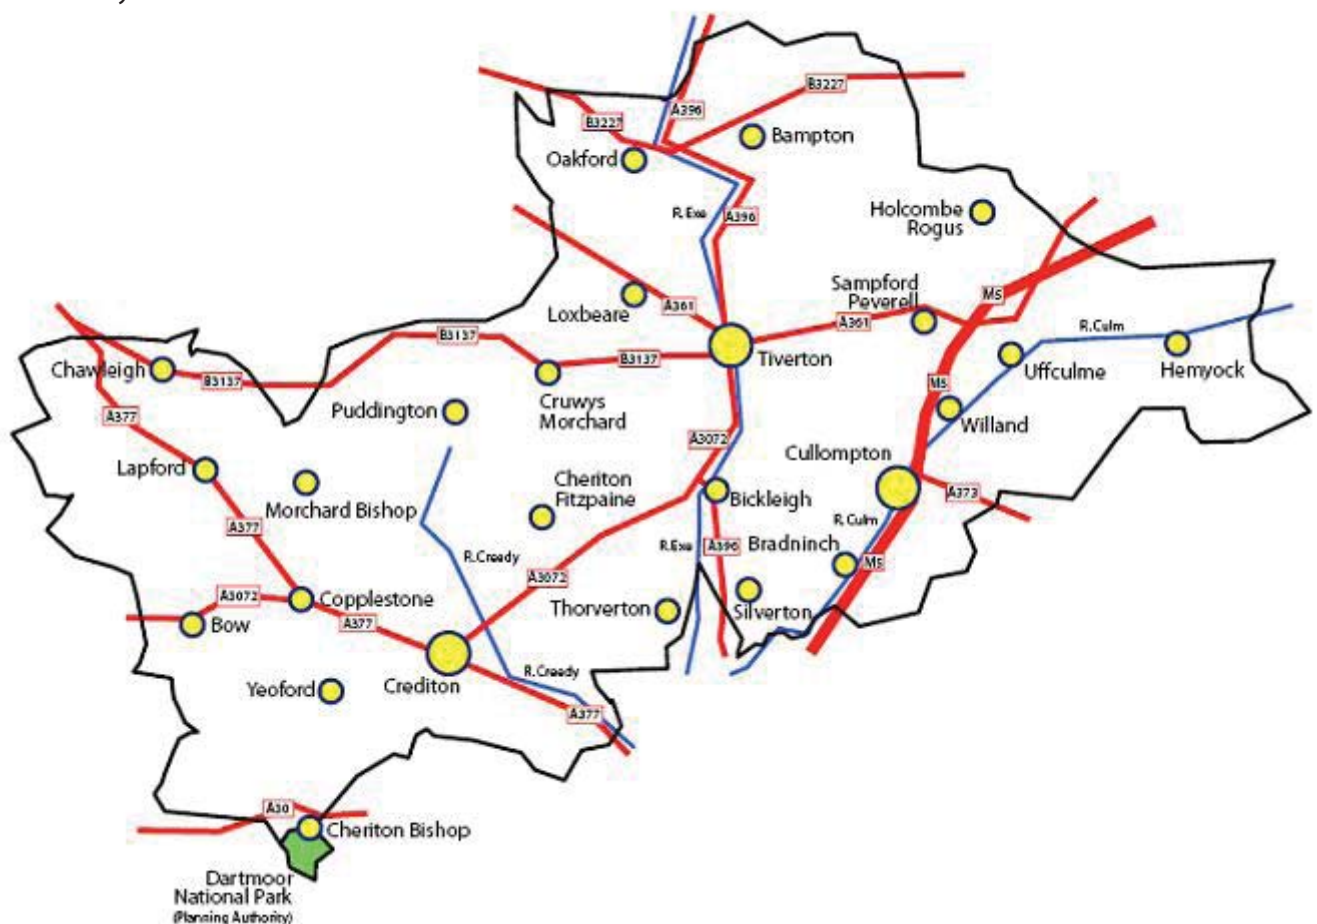 B3227
A396
B3227
Bampton
Oakford
R.Exe
A396
Holcombe
Rogus
Sampford
Peverell
M5
A361
Loxbeare
A361
R.Culm
B3137
B3137
Tiverton
Uffculme
Hemyock
Chawleigh
B3137
M5
A377
Puddington
Cruwys
Morchard
Willand
A3072
Cullompton
Lapford
Morchard Bishop
Cheriton
Fitzpaine
Bickleigh
A373
A377
R.Culm
R.Creedy
R.Exe
A396
Bradninch
M5
A3072
A3072
Copplestone
Thorverton
Silverton
Bow
A377
R.Creedy
Yeoford
Crediton
A377
A30
Cheriton Bishop
Dartmoor
National Park
(Planning Authority)